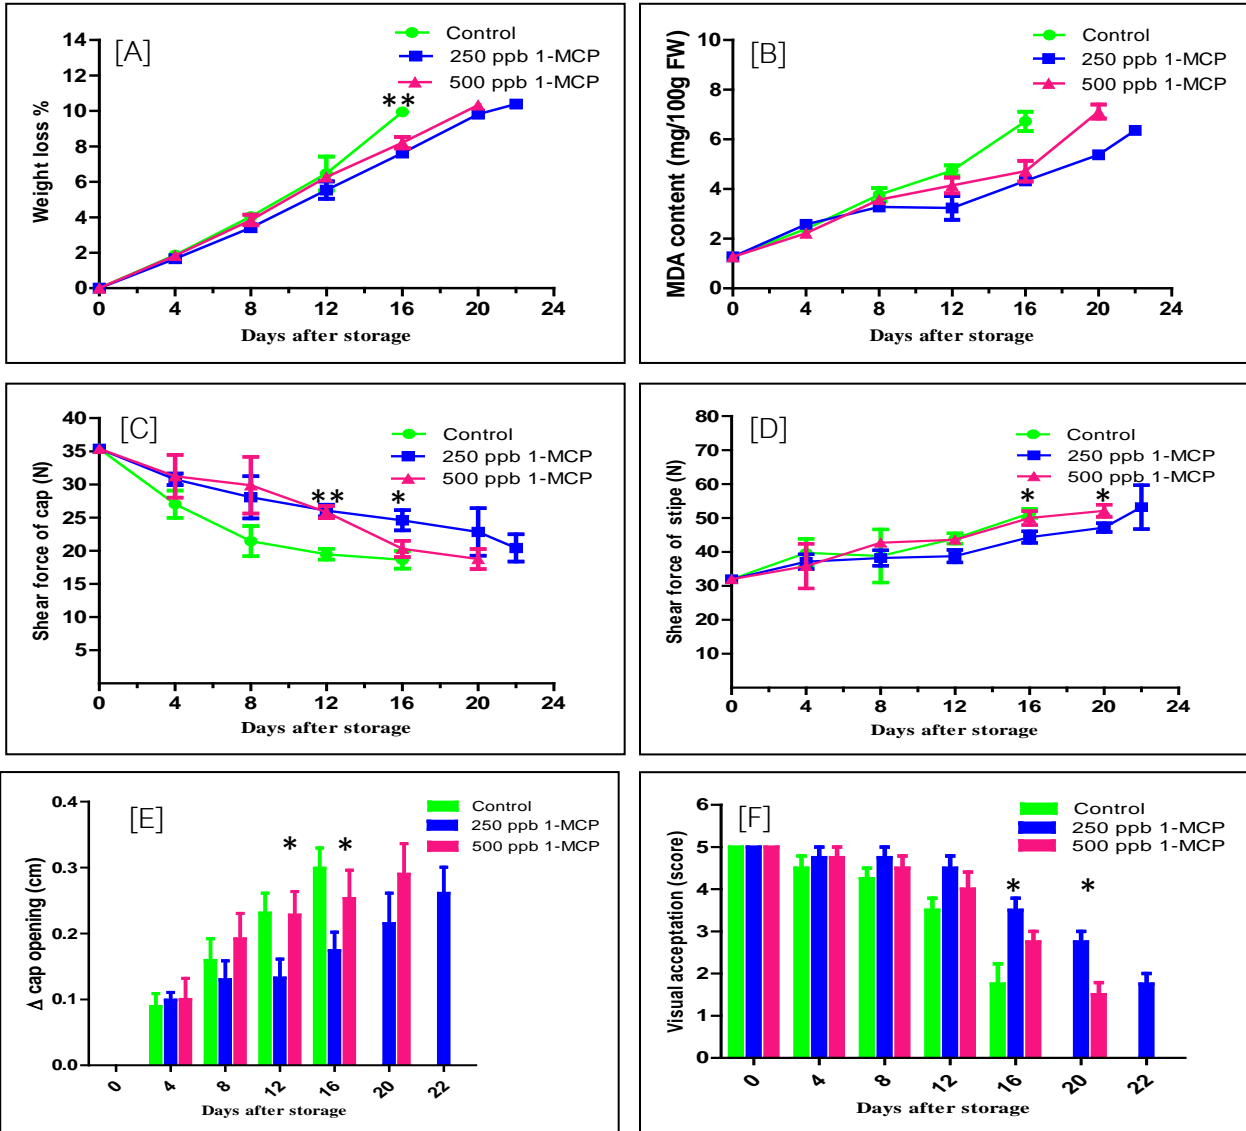 [A]
Control
250 ppb 1-MCP
500 ppb 1-MCP
**
Weight loss %
14
12
10
8
6
4
2
0
0 4 8 12 16 20 24
Days after storage
[B]
Control
250 ppb 1-MCP
500 ppb 1-MCP
MDA content (mg/100g FW)
10
8
6
4
2
0
0 4 8 12 16 20 24
Days after storage
[C]
Control
250 ppb 1-MCP
500 ppb 1-MCP
** *
Shear force of cap (N)
40
35
30
25
20
15
10
5
0 4 8 12 16 20 24
Days after storage
[D]
Control
250 ppb 1-MCP
500 ppb 1-MCP
* *
Shear force of stipe (N)
80
70
60
50
40
30
20
10
0 4 8 12 16 20 24
Days after storage
[E]
Control
250 ppb 1-MCP
500 ppb 1-MCP
* *
Δ cap opening (cm)
0.4
0.3
0.2
0.1
0.0
0 4 8 12 16 20 22
Days after storage
[F]
Control
250 ppb 1-MCP
500 ppb 1-MCP
* *
Visual acceptation (score)
6
5
4
3
2
1
0
0 4 8 12 16 20 22
Days after storage